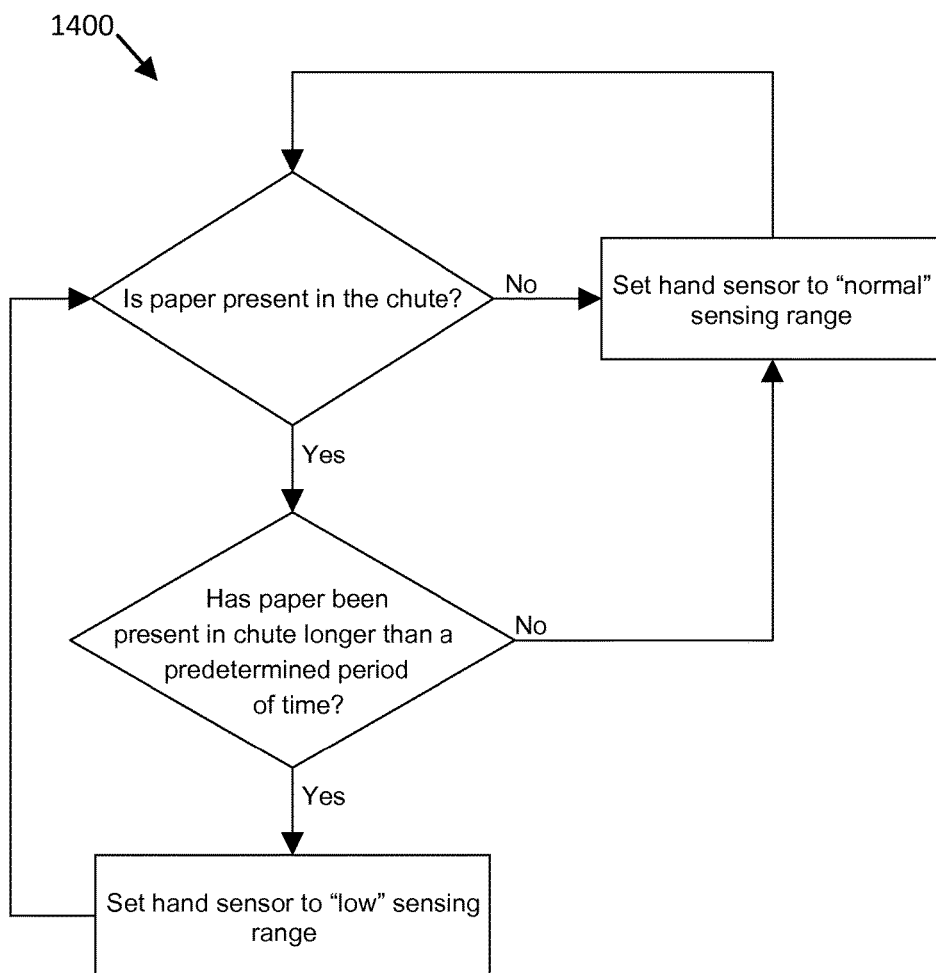 1400
Is paper present in the chute?
No
Set hand sensor to “normal”
sensing range
Yes
Has paper been
present in chute longer than a
predetermined period
of time?
No
Yes
Set hand sensor to “low” sensing
range